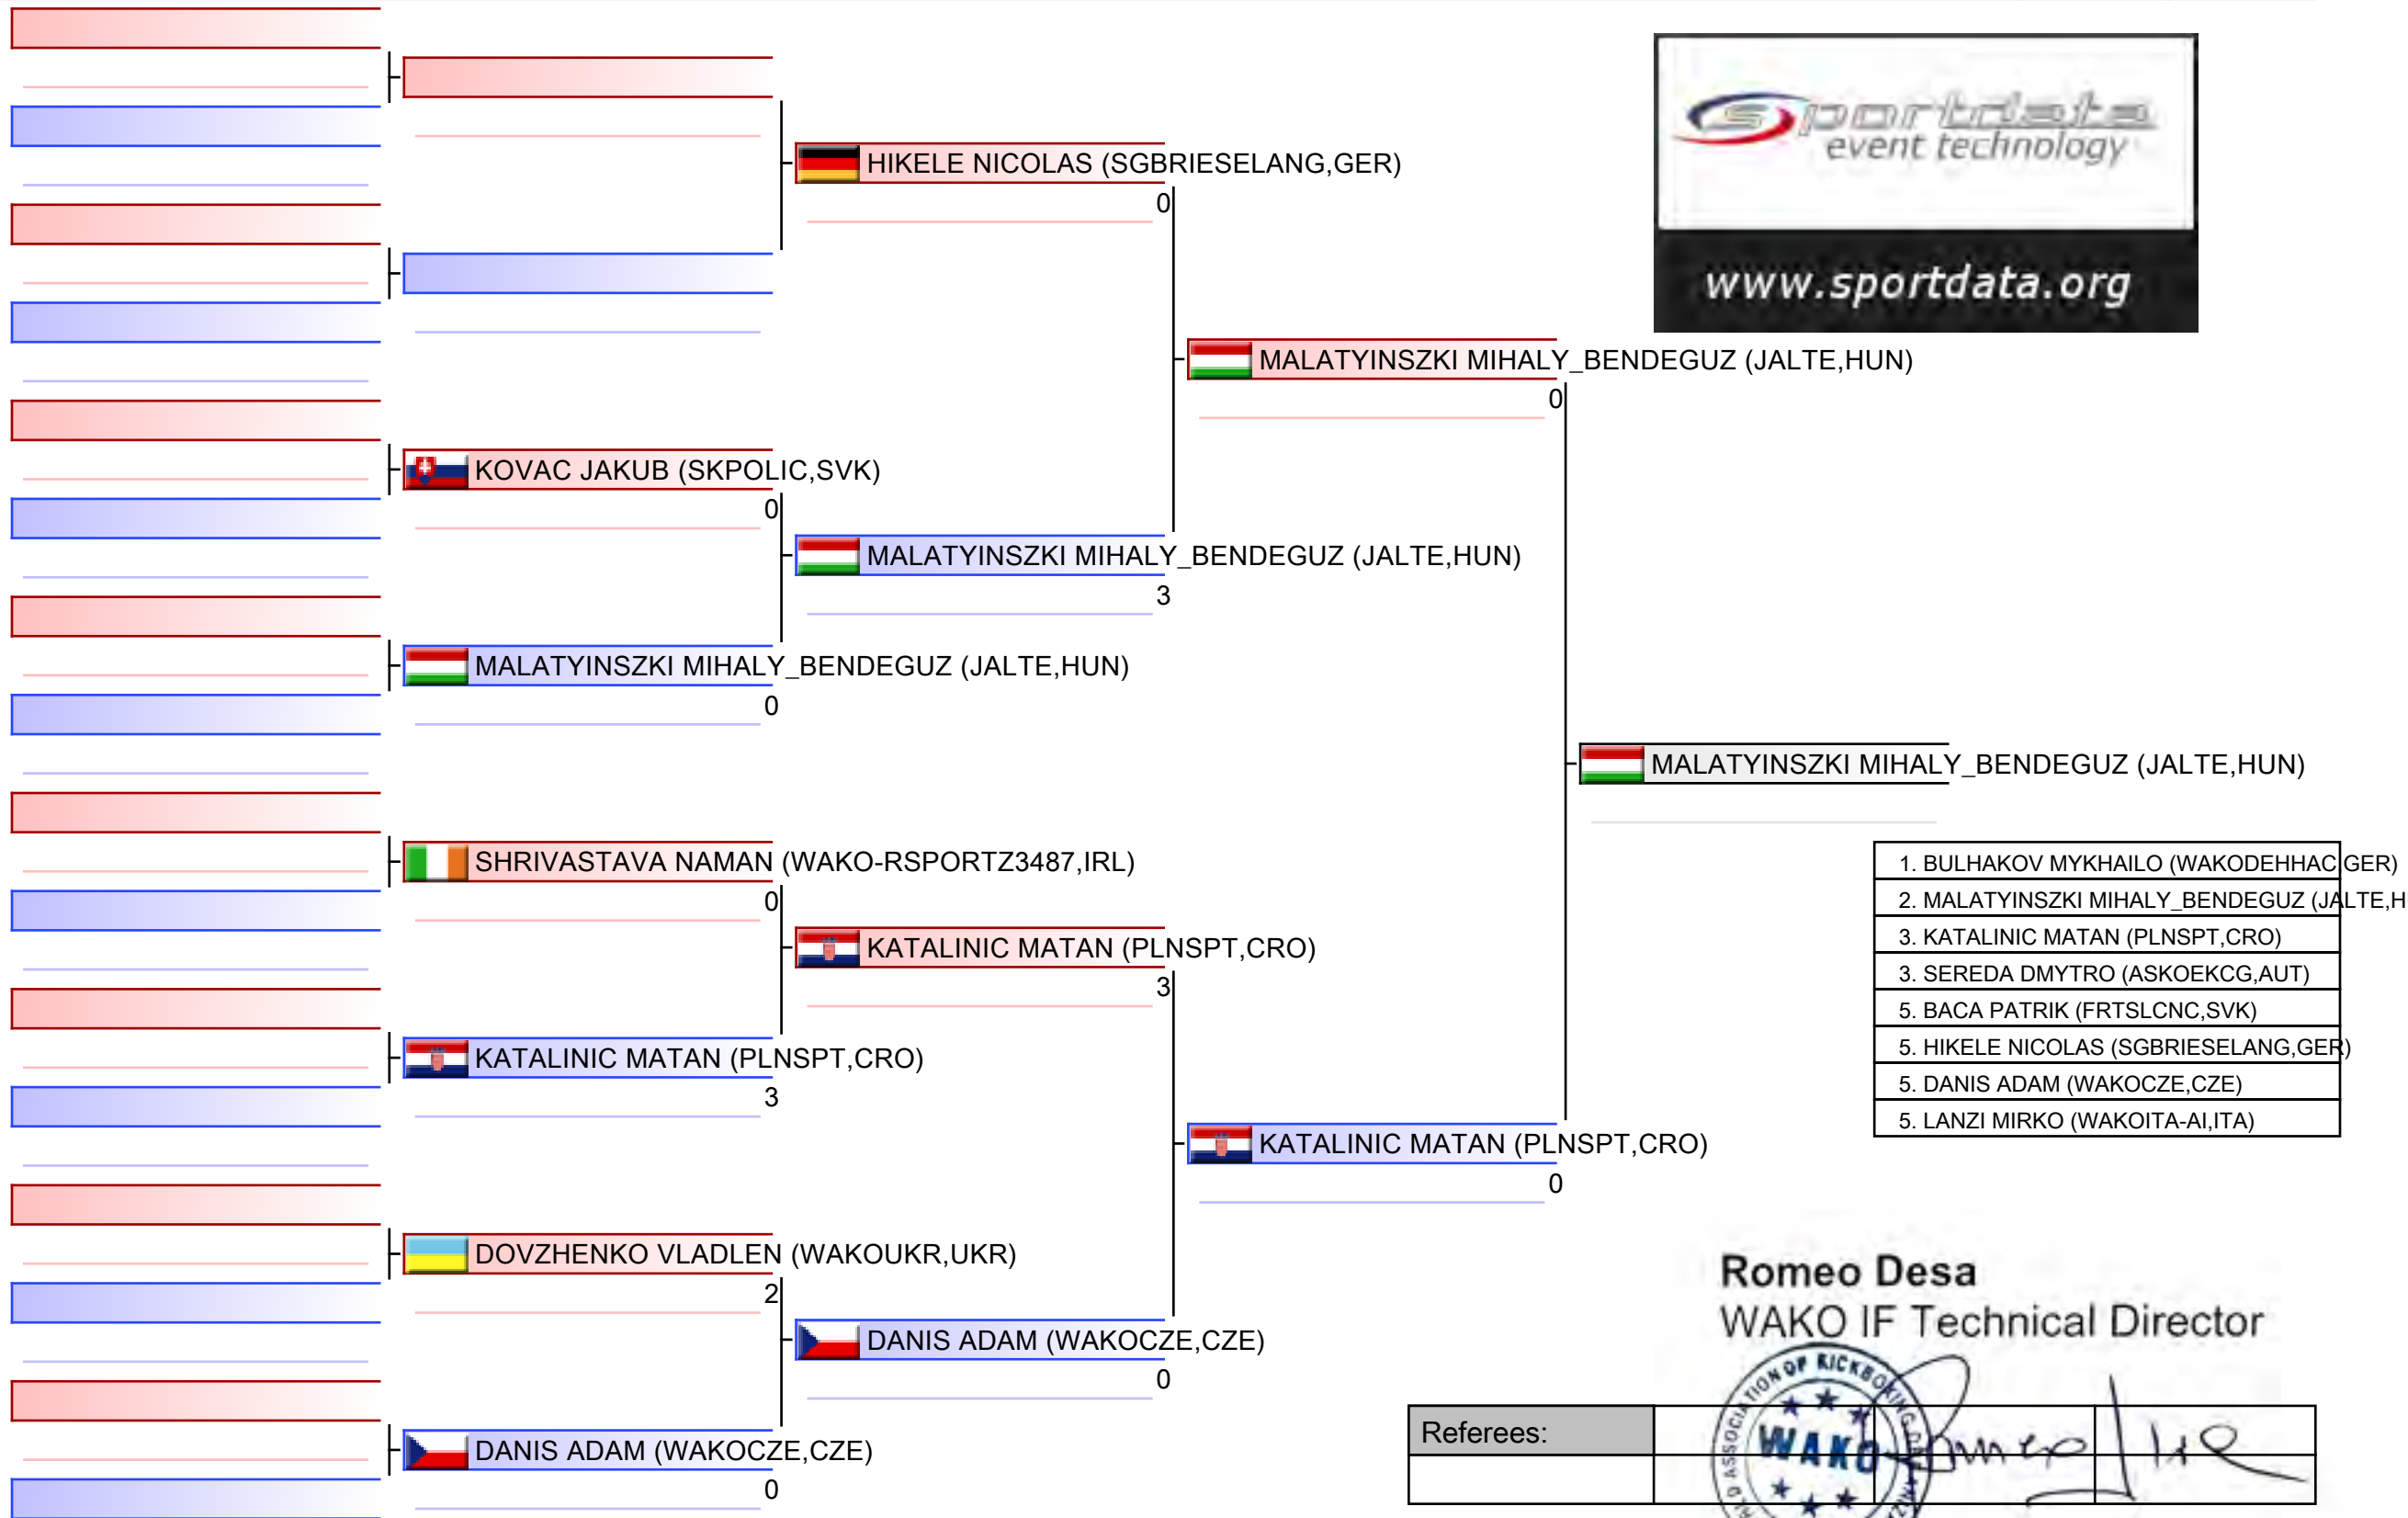 sportdata
event technology
www.sportdata.org
HIKELE NICOLAS (SGBRIESELANG,GER)
0
MALATYINSZKI MIHALY_BENDEGUZ (JALTE,HUN)
0
KOVAC JAKUB (SKPOLIC,SVK)
0
MALATYINSZKI MIHALY_BENDEGUZ (JALTE,HUN)
3
MALATYINSZKI MIHALY_BENDEGUZ (JALTE,HUN)
0
MALATYINSZKI MIHALY_BENDEGUZ (JALTE,HUN)
SHRIVASTAVA NAMAN (WAKO-RSPORTZ3487,IRL)
0
KATALINIC MATAN (PLNSPT,CRO)
3
KATALINIC MATAN (PLNSPT,CRO)
3
KATALINIC MATAN (PLNSPT,CRO)
0
DOVZHENKO VLADLEN (WAKOUKR,UKR)
2
DANIS ADAM (WAKOCZE,CZE)
0
DANIS ADAM (WAKOCZE,CZE)
0
1. BULHAKOV MYKHAILO (WAKODEHHAC,GER)
2. MALATYINSZKI MIHALY_BENDEGUZ (JALTE,H
3. KATALINIC MATAN (PLNSPT,CRO)
3. SEREDA DMYTRO (ASKOEKCG,AUT)
5. BACA PATRIK (FRTSLCNC,SVK)
5. HIKELE NICOLAS (SGBRIESELANG,GER)
5. DANIS ADAM (WAKOCZE,CZE)
5. LANZI MIRKO (WAKOITA-AI,ITA)
Romeo Desa
WAKO IF Technical Director
Referees:
ASSOCIATION OF KICKBOXING
WAKO